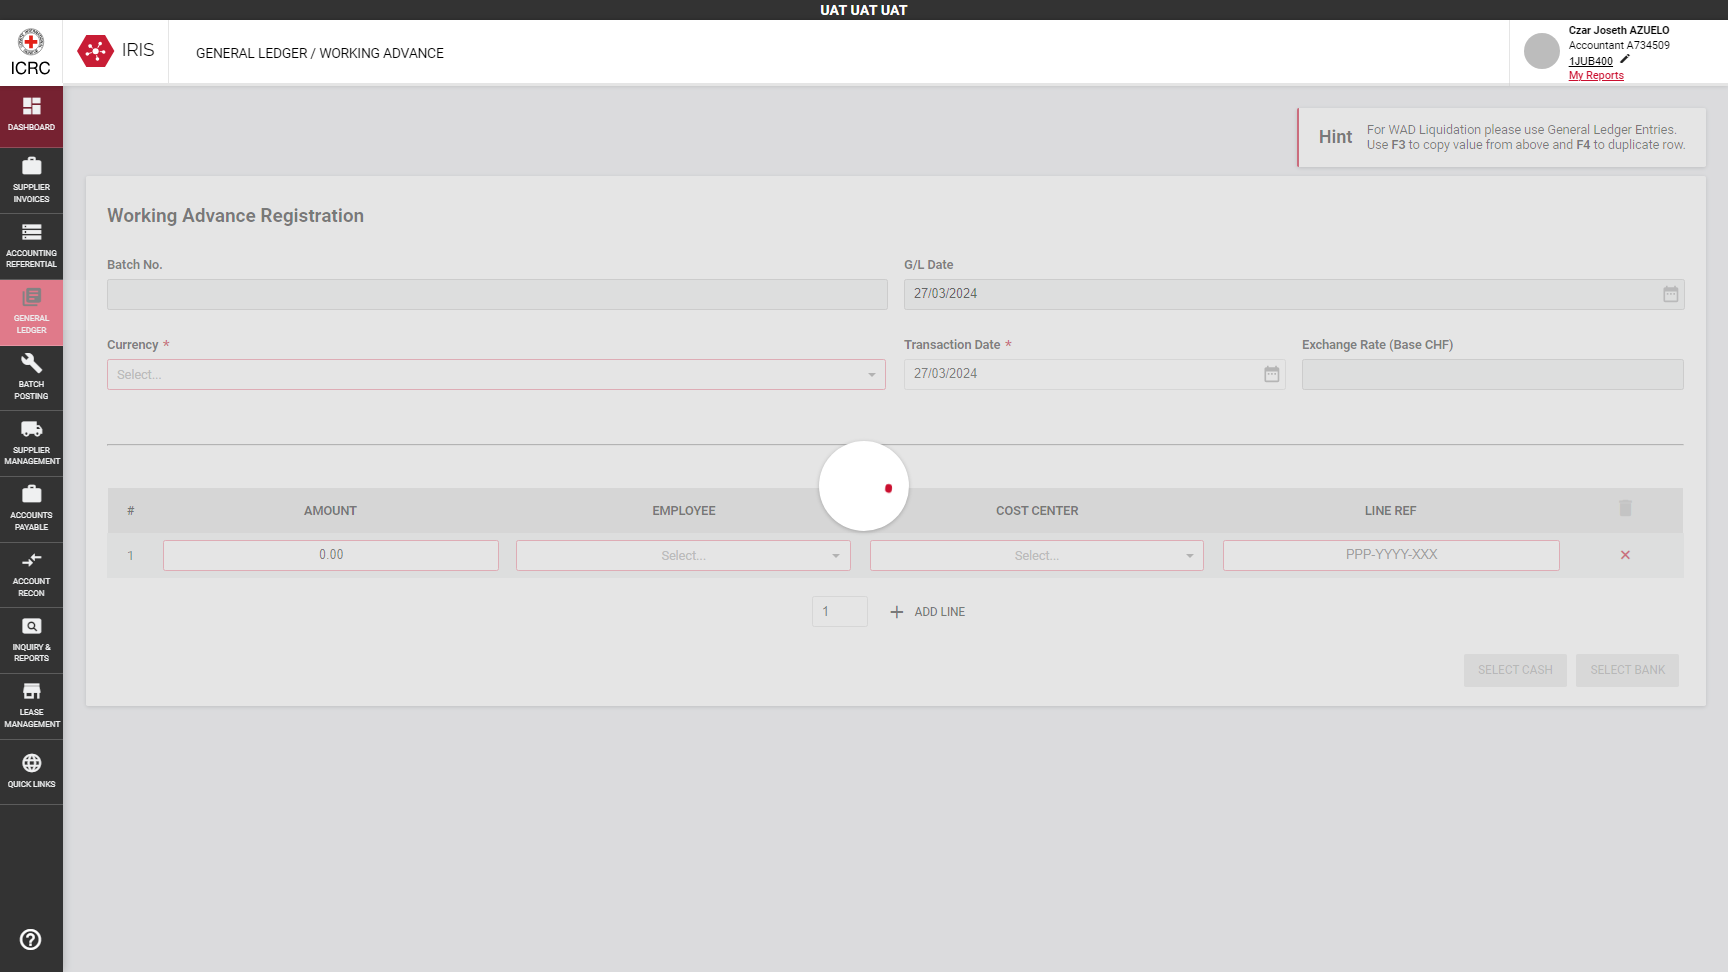 UAT UAT UAT
ICRC
IRIS
GENERAL LEDGER / WORKING ADVANCE
Czar Joseth AZUELO
Accountant A734509
1JUB400
My Reports
DASHBOARD
SUPPLIER
INVOICES
ACCOUNTING
REFERENTIAL
GENERAL
LEDGER
BATCH
POSTING
SUPPLIER
MANAGEMENT
ACCOUNTS
PAYABLE
ACCOUNT
RECON
INQUIRY &
REPORTS
LEASE
MANAGEMENT
QUICK LINKS
Hint
For WAD Liquidation please use General Ledger Entries.
Use F3 to copy value from above and F4 to duplicate row.
Working Advance Registration
Batch No.
G/L Date
27/03/2024
Currency *
Transaction Date *
Exchange Rate (Base CHF)
Select...
27/03/2024
# AMOUNT EMPLOYEE COST CENTER LINE REF
1 0.00 Select... Select... PPP-YYYY-XXX
1 ADD LINE
SELECT CASH SELECT BANK